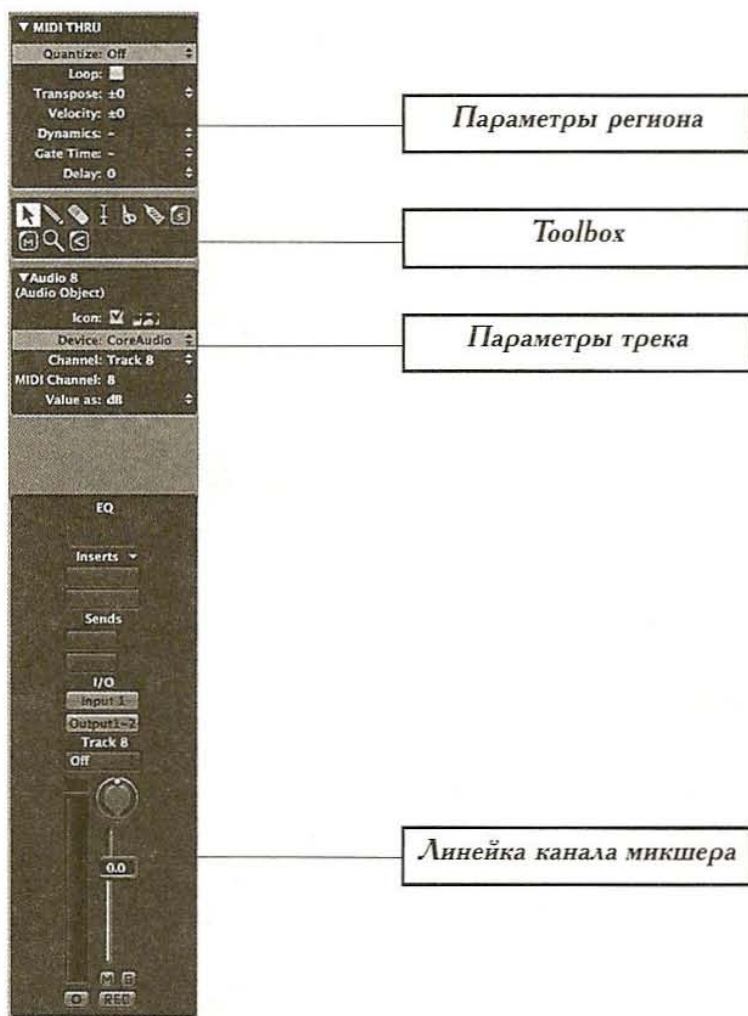 ▼ MIDI THRU
Quantize: Off
Loop:
Transpose: ±0
Velocity: ±0
Dynamics: -
Gate Time: -
Delay: 0
Параметры региона
S
M
Toolbox
▼Audio 8
(Audio Object)
Icon:
Device: CoreAudio
Channel: Track 8
MIDI Channel: 8
Value as: dB
Параметры трека
EQ
Inserts
Sends
I/O
Input 1
Output1-2
Track 8
Off
0.0
Линейка канала микшера
M S
O REC